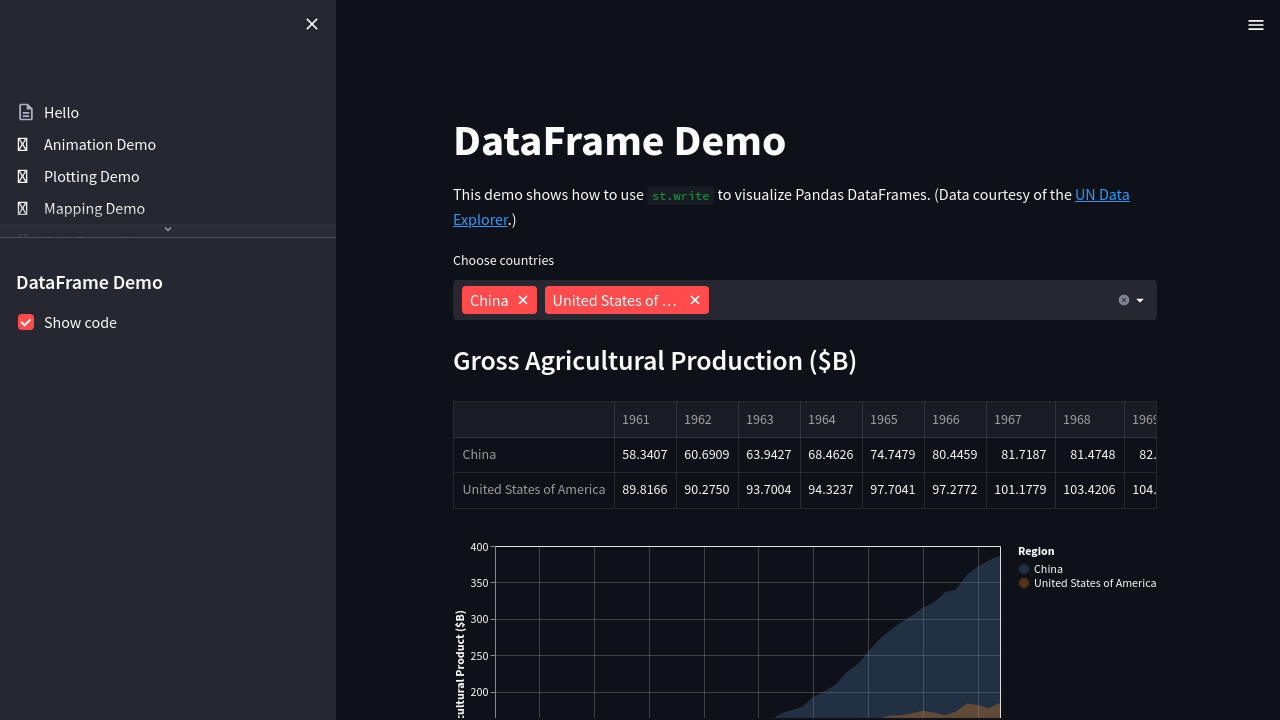 Hello
Animation Demo
Plotting Demo
Mapping Demo
DataFrame Demo
Show code
DataFrame Demo
This demo shows how to use st.write to visualize Pandas DataFrames. (Data courtesy of the UN Data
Explorer.)
Choose countries
China United States of ...
Gross Agricultural Production ($B)
1961 1962 1963 1964 1965 1966 1967 1968 1969
China 58.3407 60.6909 63.9427 68.4626 74.7479 80.4459 81.7187 81.4748 82.
United States of America 89.8166 90.2750 93.7004 94.3237 97.7041 97.2772 101.1779 103.4206 104.
400
350
300
250
200
cultural Product ($B)
Region
China
United States of America